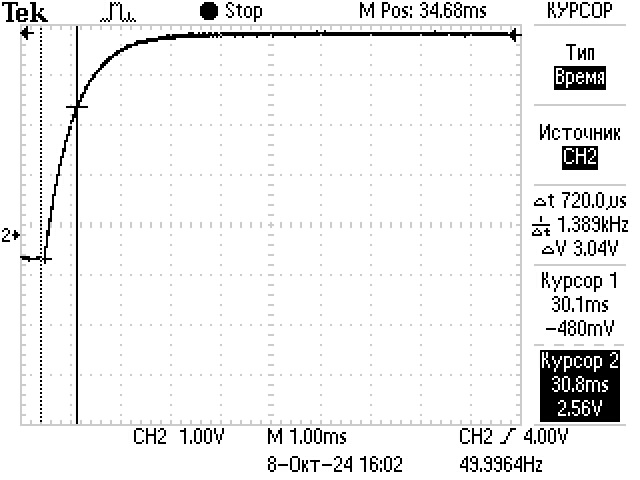 Tek Stop M Pos: 34.68ms КУРСОР
Тип
Время
Источник
CH2
△t 720.0µs
1/△t 1.389kHz
△V 3.04V
2
Курсор 1
30.1ms
-480mV
Курсор 2
30.8ms
2.56V
CH2 1.00V M 1.00ms CH2 4.00V
8-Окт-24 16:02 49.9964Hz